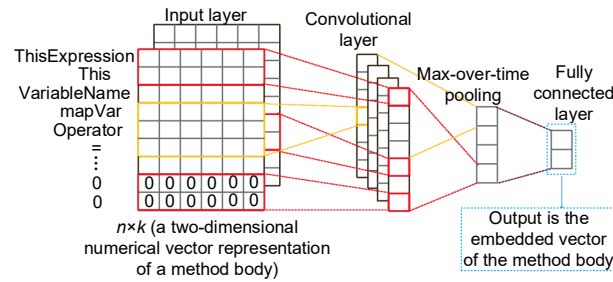 Input layer
Convolutional
layer
Max-over-time
pooling
Fully
connected
layer
ThisExpression
This
VariableName
mapVar
Operator
=
⋮
0
0
0 0 0 0 0 0
0 0 0 0 0 0
n×k (a two-dimensional
numerical vector representation
of a method body)
Output is the
embedded vector
of the method body